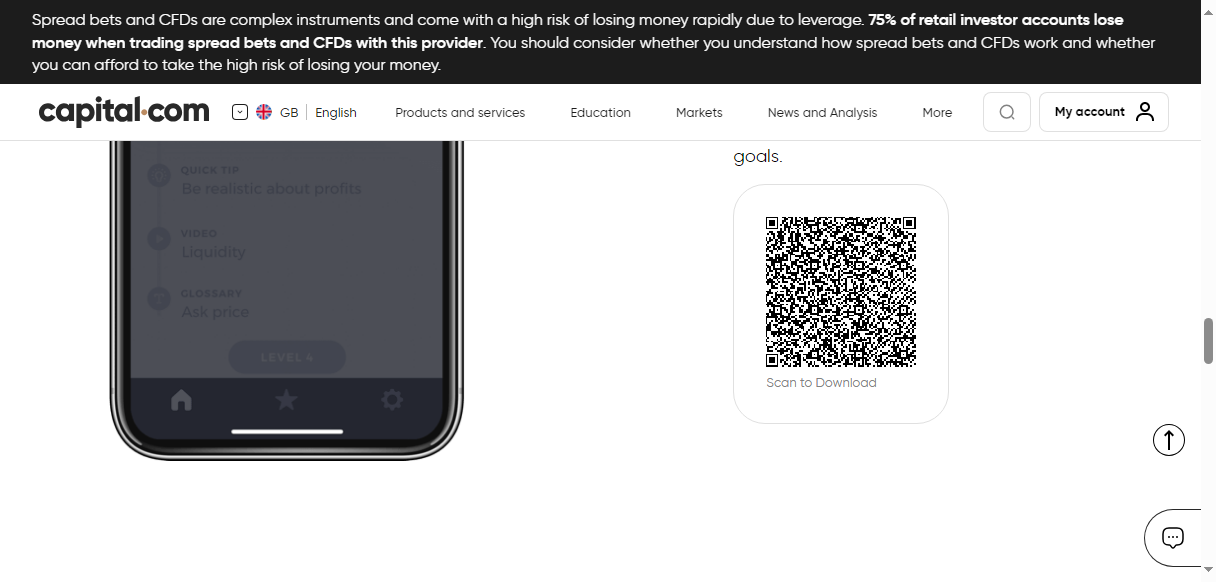 Spread bets and CFDs are complex instruments and come with a high risk of losing money rapidly due to leverage. 75% of retail investor accounts lose
money when trading spread bets and CFDs with this provider. You should consider whether you understand how spread bets and CFDs work and whether
you can afford to take the high risk of losing your money.
capital.com GB English Products and services Education Markets News and Analysis More My account
goals.
QUICK TIP
Be realistic about profits
VIDEO
Liquidity
GLOSSARY
Ask price
LEVEL 4
Scan to Download